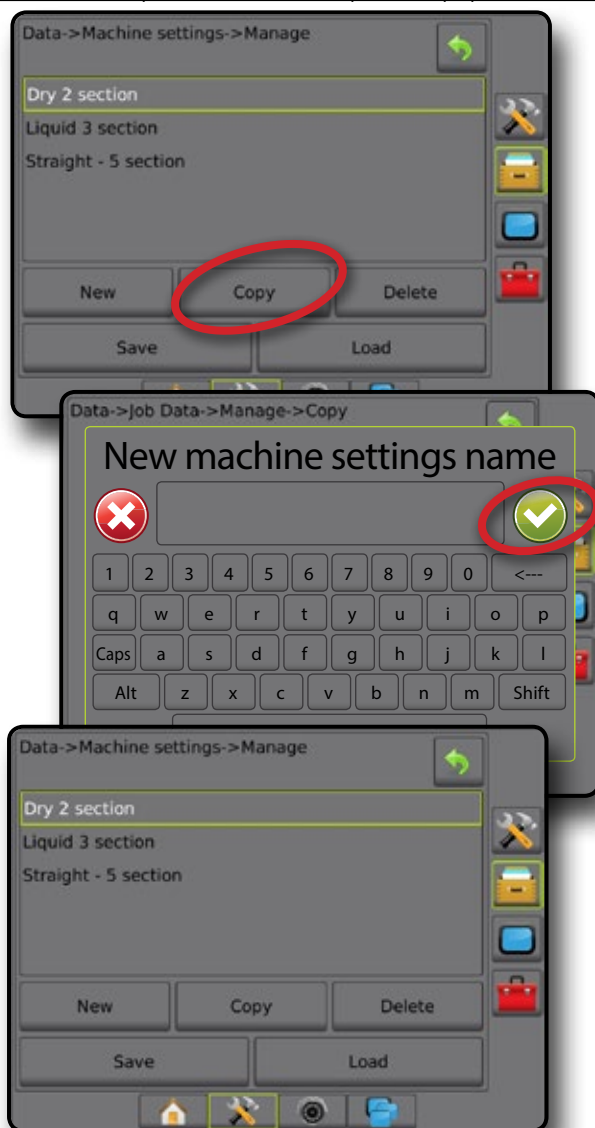 Data->Machine settings->Manage
Dry 2 section
Liquid 3 section
Straight - 5 section
New Copy Delete
Save Load
Data->Job Data->Manage->Copy
New machine settings name
1 2 3 4 5 6 7 8 9 0 <---
q w e r t y u i o p
Caps a s d f g h j k l
Alt z x c v b n m Shift
Data->Machine settings->Manage
Dry 2 section
Liquid 3 section
Straight - 5 section
New Copy Delete
Save Load